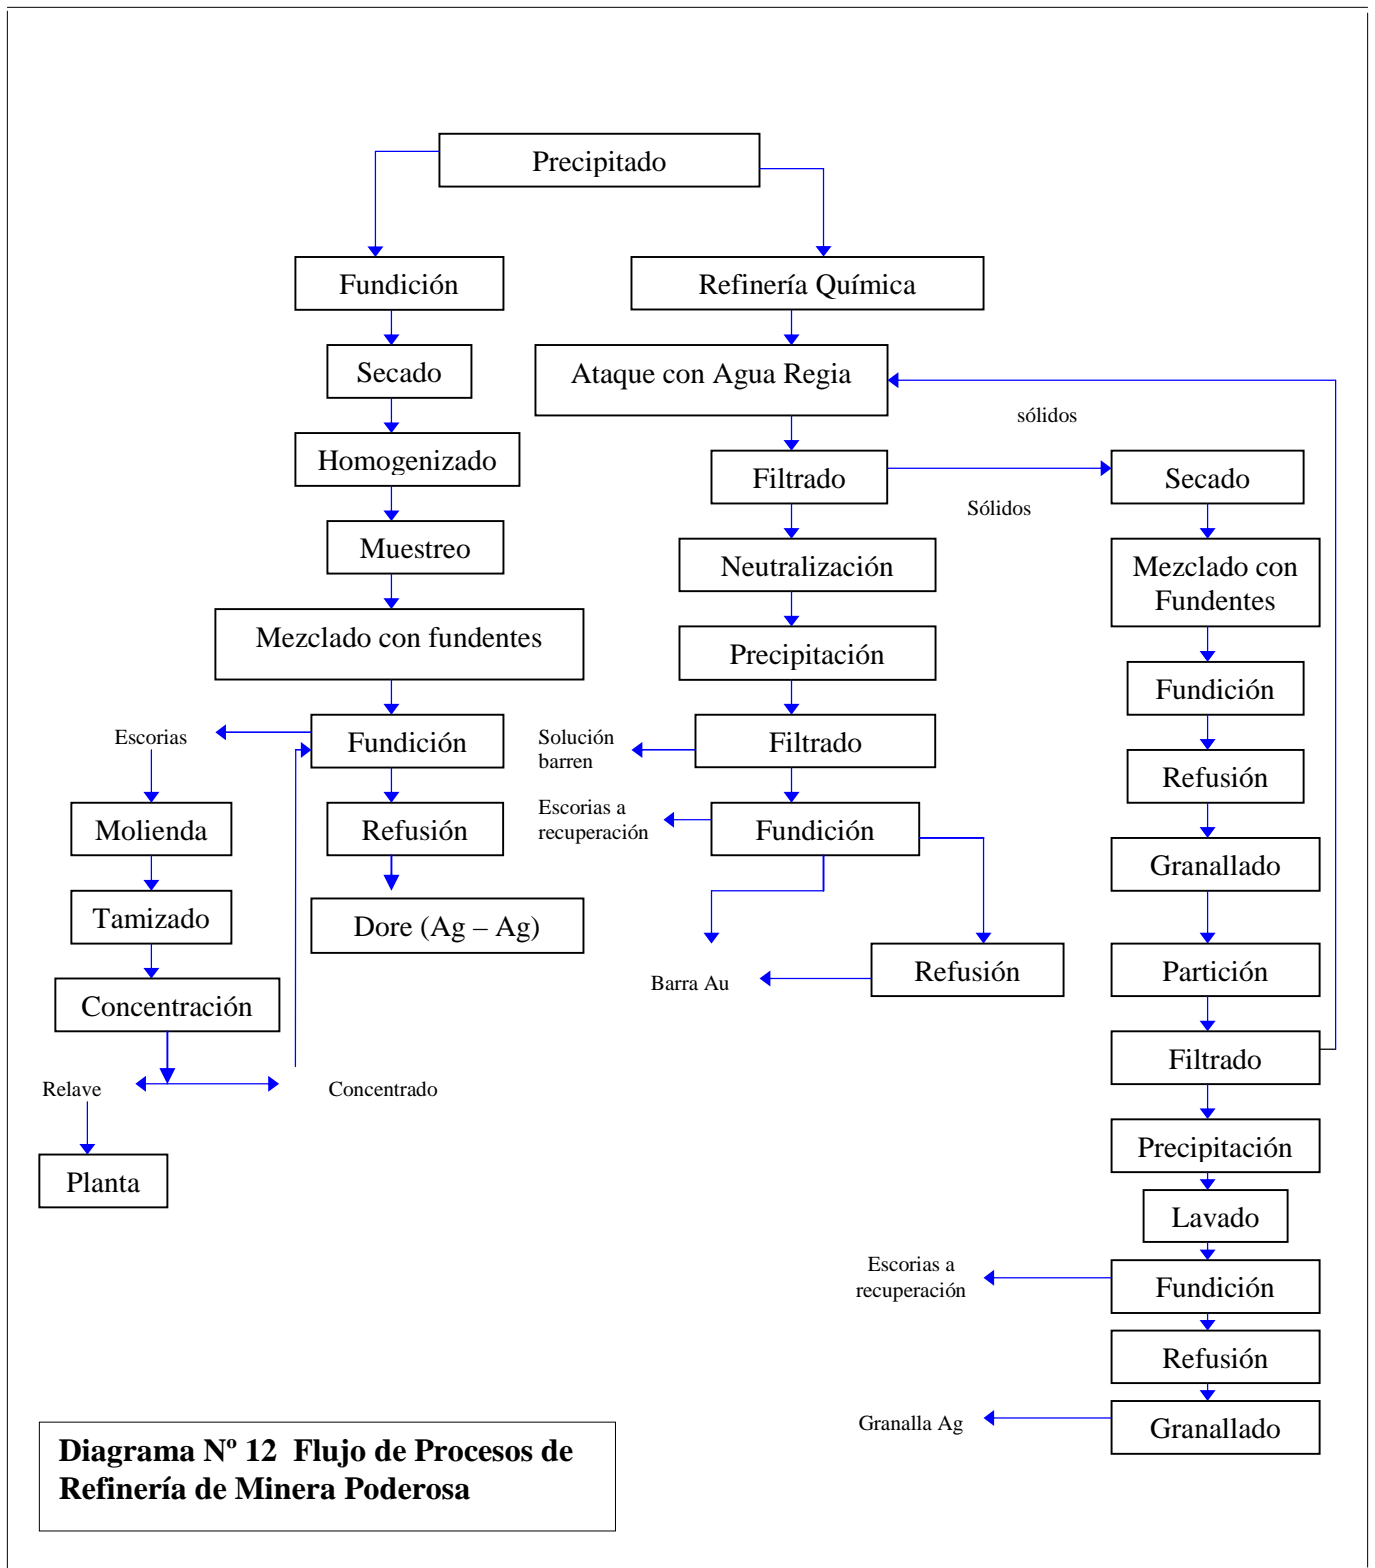 Precipitado
Fundición
Refinería Química
Secado
Ataque con Agua Regia
sólidos
Homogenizado
Filtrado
Sólidos
Secado
Muestreo
Neutralización
Mezclado con
Fundentes
Mezclado con fundentes
Precipitación
Fundición
Escorias
Fundición
Solución
barren
Filtrado
Refusión
Molienda
Refusión
Escorias a
recuperación
Fundición
Granallado
Tamizado
Dore (Ag – Ag)
Barra Au
Refusión
Partición
Concentración
Filtrado
Relave
Concentrado
Precipitación
Planta
Lavado
Escorias a
recuperación
Fundición
Refusión
Granalla Ag
Granallado
Diagrama Nº 12  Flujo de Procesos de
Refinería de Minera Poderosa